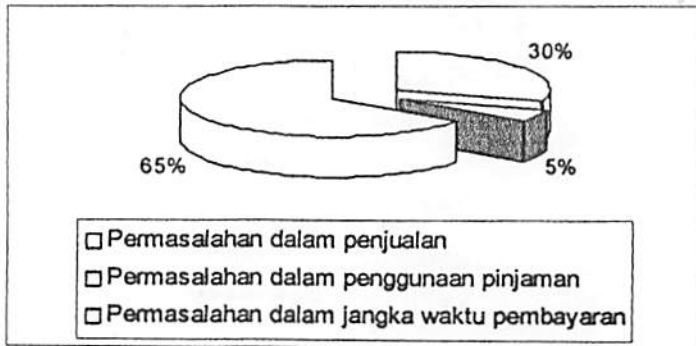 30%
65%
5%
Permasalahan dalam penjualan
Permasalahan dalam penggunaan pinjaman
Permasalahan dalam jangka waktu pembayaran